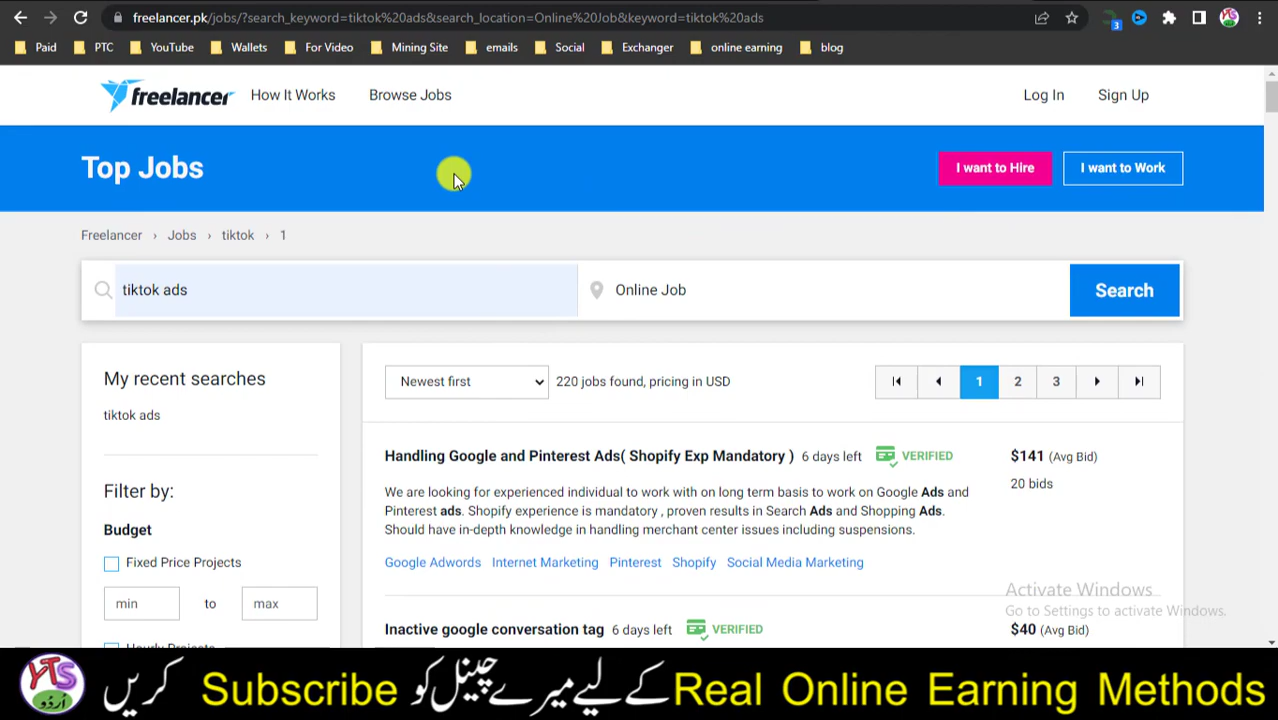 freelancer.pk/jobs/?search_keyword=tiktok%20ads&search_location=Online%20Job&keyword=tiktok%20ads
3
Paid PTC YouTube Wallets For Video Mining Site emails Social Exchanger online earning blog
freelancer How It Works Browse Jobs Log In Sign Up
Top Jobs I want to Hire I want to Work
Freelancer › Jobs › tiktok › 1
tiktok ads Online Job Search
My recent searches
tiktok ads
Filter by:
Budget
Fixed Price Projects
min to max
Hourly Projects
Newest first 220 jobs found, pricing in USD 1 2 3
Handling Google and Pinterest Ads( Shopify Exp Mandatory ) 6 days left VERIFIED $141 (Avg Bid)
20 bids
We are looking for experienced individual to work with on long term basis to work on Google Ads and
Pinterest ads. Shopify experience is mandatory , proven results in Search Ads and Shopping Ads.
Should have in-depth knowledge in handling merchant center issues including suspensions.
Google Adwords Internet Marketing Pinterest Shopify Social Media Marketing
Inactive google conversation tag 6 days left VERIFIED $40 (Avg Bid)
Activate Windows
Go to Settings to activate Windows.
YTS اردو
Real Online Earning Methods کے لیے میرے چینل کو Subscribe کریں